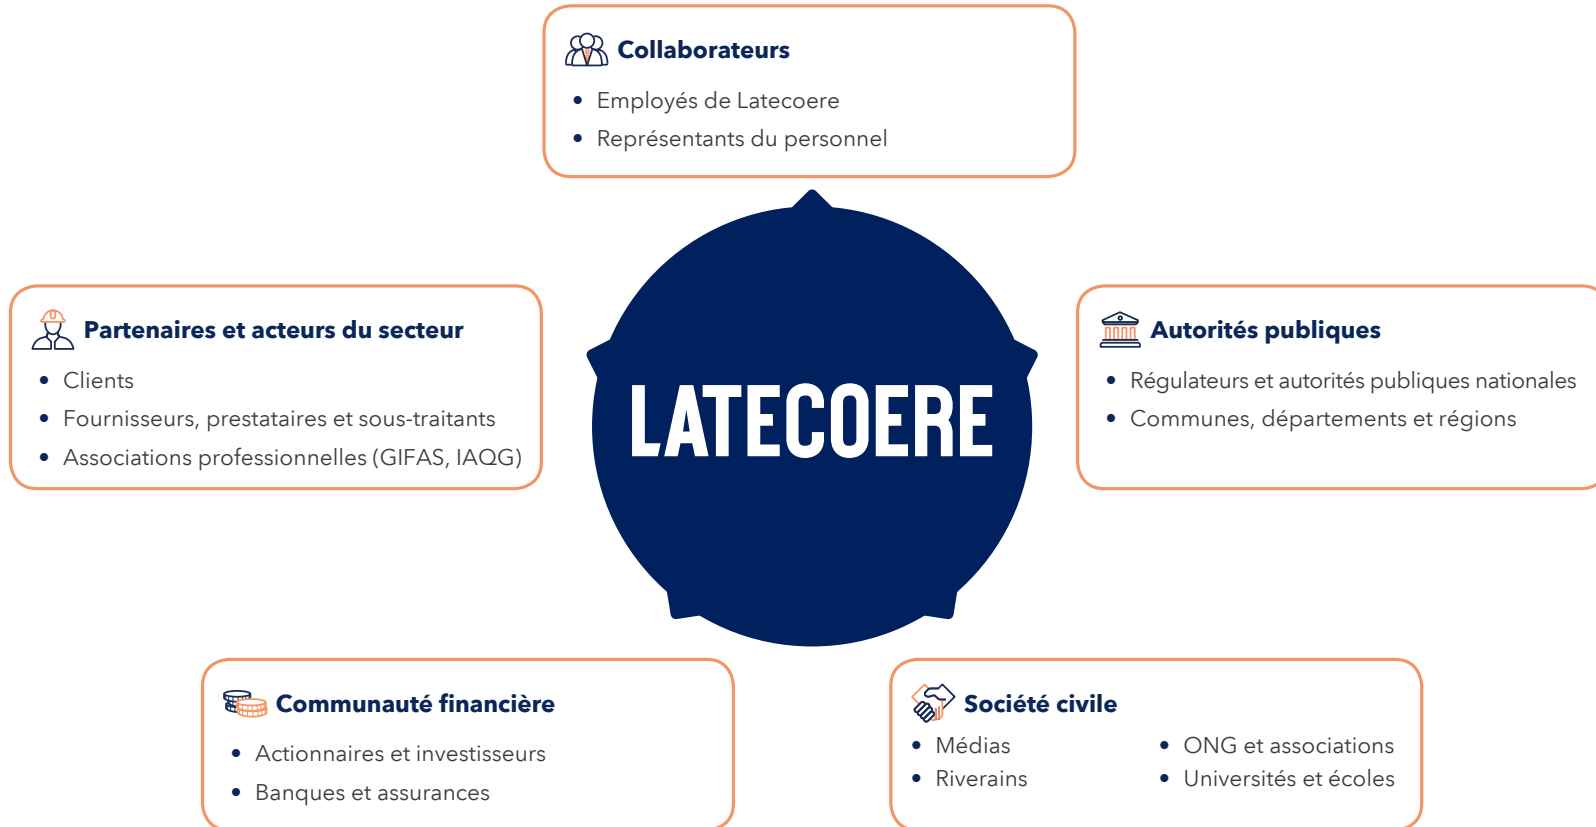 Collaborateurs
• Employés de Latecoere
• Représentants du personnel
Partenaires et acteurs du secteur
• Clients
• Fournisseurs, prestataires et sous-traitants
• Associations professionnelles (GIFAS, IAQG)
LATECOERE
Autorités publiques
• Régulateurs et autorités publiques nationales
• Communes, départements et régions
Communauté financière
• Actionnaires et investisseurs
• Banques et assurances
Société civile
• Médias
• Riverains
• ONG et associations
• Universités et écoles